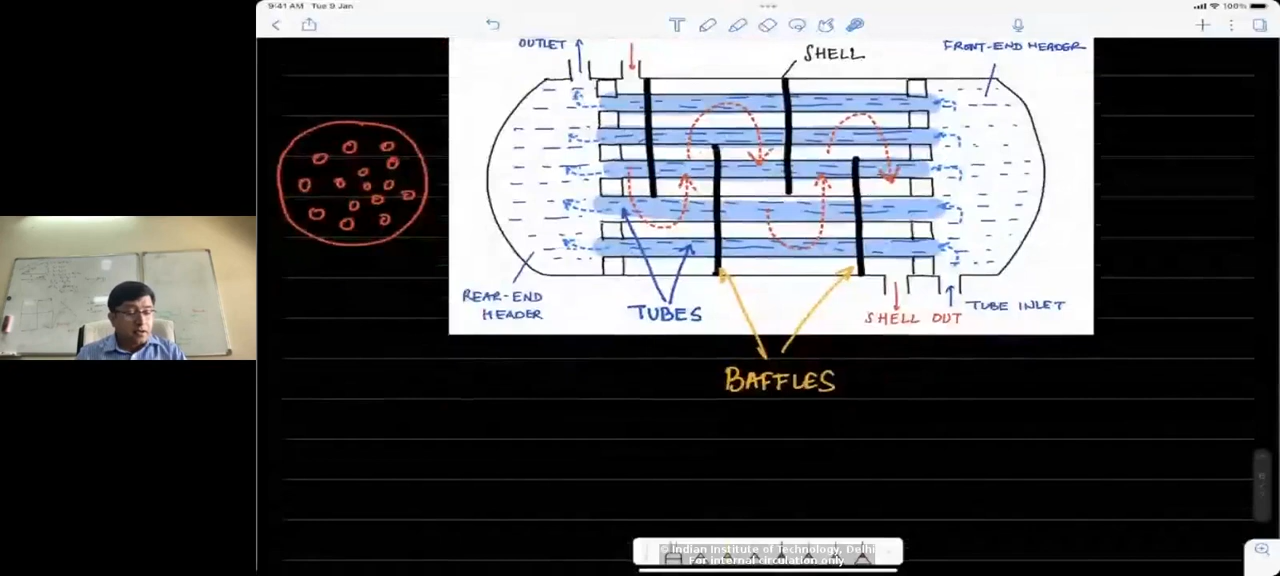 9:41 AM Tue 9 Jan
100%
OUTLET
SHELL
FRONT-END HEADER
REAR-END
HEADER
TUBES
SHELL OUT
TUBE INLET
BAFFLES
© Indian Institute of Technology, Delhi
For internal circulation only